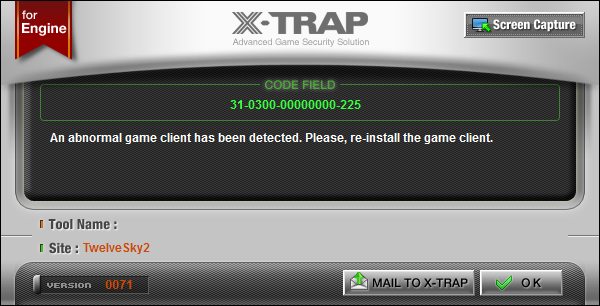 for
Engine
X-TRAP
Advanced Game Security Solution
Screen Capture
CODE FIELD
31-0300-00000000-225
An abnormal game client has been detected. Please, re-install the game client.
Tool Name :
Site : TwelveSky2
VERSION 0071
MAIL TO X-TRAP
OK